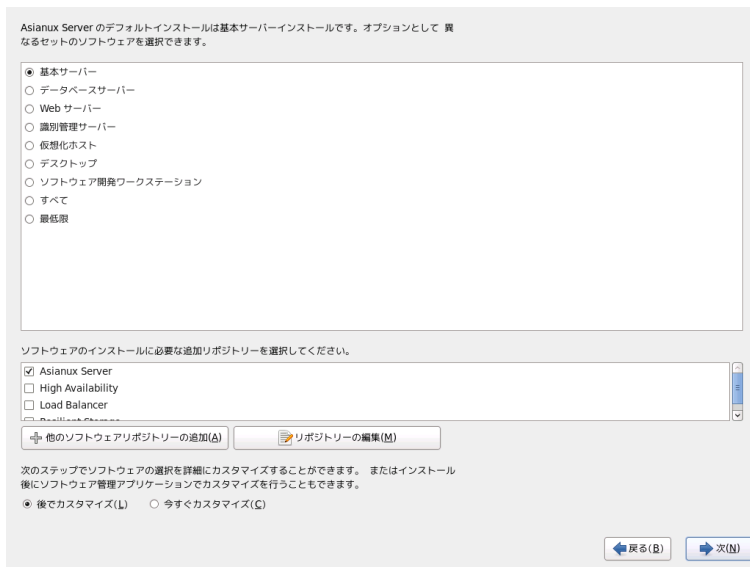 Asianux Server のデフォルトインストールは基本サーバーインストールです。オプションとして 異
なるセットのソフトウェアを選択できます。
基本サーバー
データベースサーバー
Web サーバー
識別管理サーバー
仮想化ホスト
デスクトップ
ソフトウェア開発ワークステーション
すべて
最低限
ソフトウェアのインストールに必要な追加リポジトリーを選択してください。
Asianux Server
High Availability
Load Balancer
他のソフトウェアリポジトリーの追加(A) リポジトリーの編集(M)
次のステップでソフトウェアの選択を詳細にカスタマイズすることができます。 またはインストール
後にソフトウェア管理アプリケーションでカスタマイズを行うこともできます。
後でカスタマイズ(L) 今すぐカスタマイズ(C)
戻る(B) 次(N)